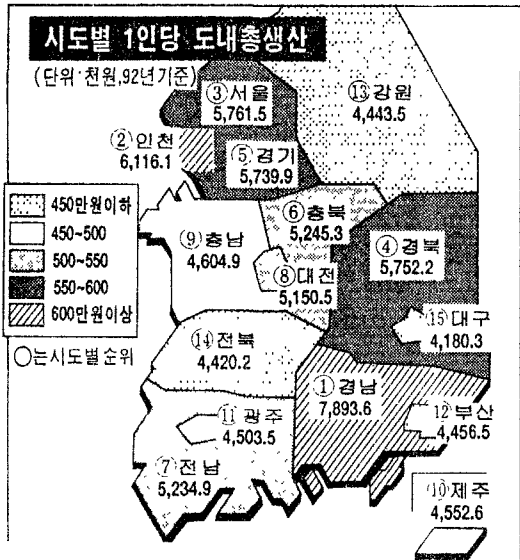 시도별 1인당 도내총생산
(단위·천원,92년기준)
③서울
5,761.5
⑬강원
4,443.5
②인천
6,116.1
⑤경기
5,739.9
⑥충북
5,245.3
④경북
5,752.2
⑨충남
4,604.9
⑧대전
5,150.5
⑮대구
4,180.3
⑭전북
4,420.2
①경남
7,893.6
⑫부산
4,456.5
⑪광주
4,503.5
⑦전남
5,234.9
⑩제주
4,552.6
450만원이하
450~500
500~550
550~600
600만원이상
○는시도별순위